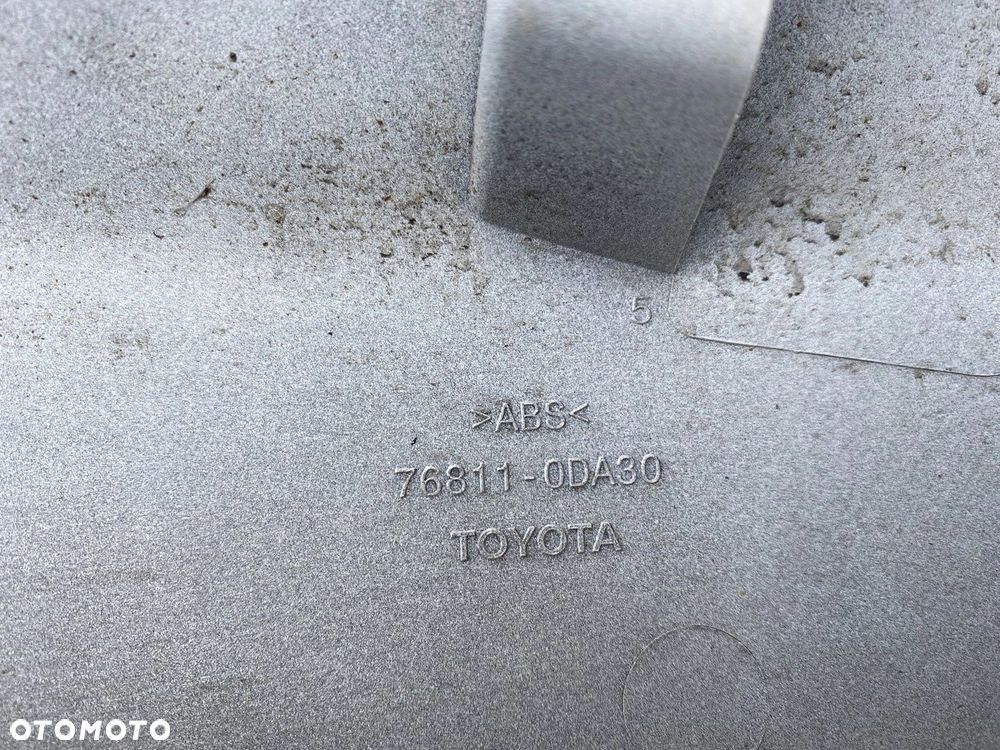 5
>ABS<
76811-0DA30
TOYOTA
OTOMOTO